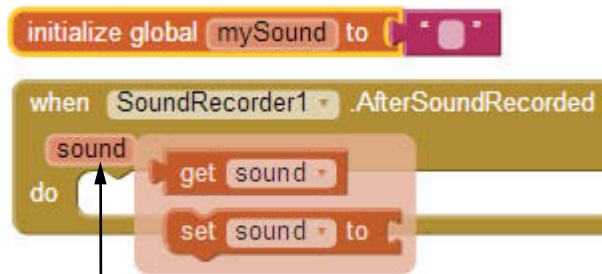 initialize global mySound to " "
when SoundRecorder1 .AfterSoundRecorded
sound
get sound
do
set sound to